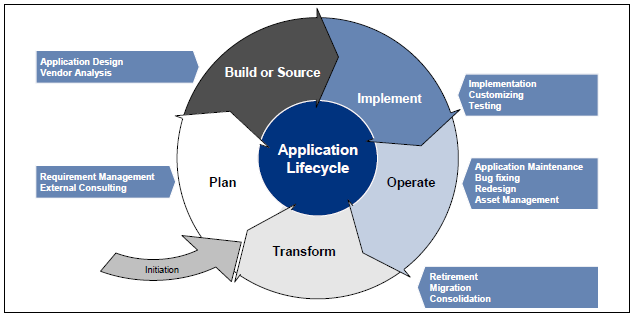 Application Design
Vendor Analysis
Build or Source
Implement
Implementation
Customizing
Testing
Application
Lifecycle
Requirement Management
External Consulting
Plan
Operate
Application Maintenance
Bug fixing
Redesign
Asset Management
Transform
Initiation
Retirement
Migration
Consolidation